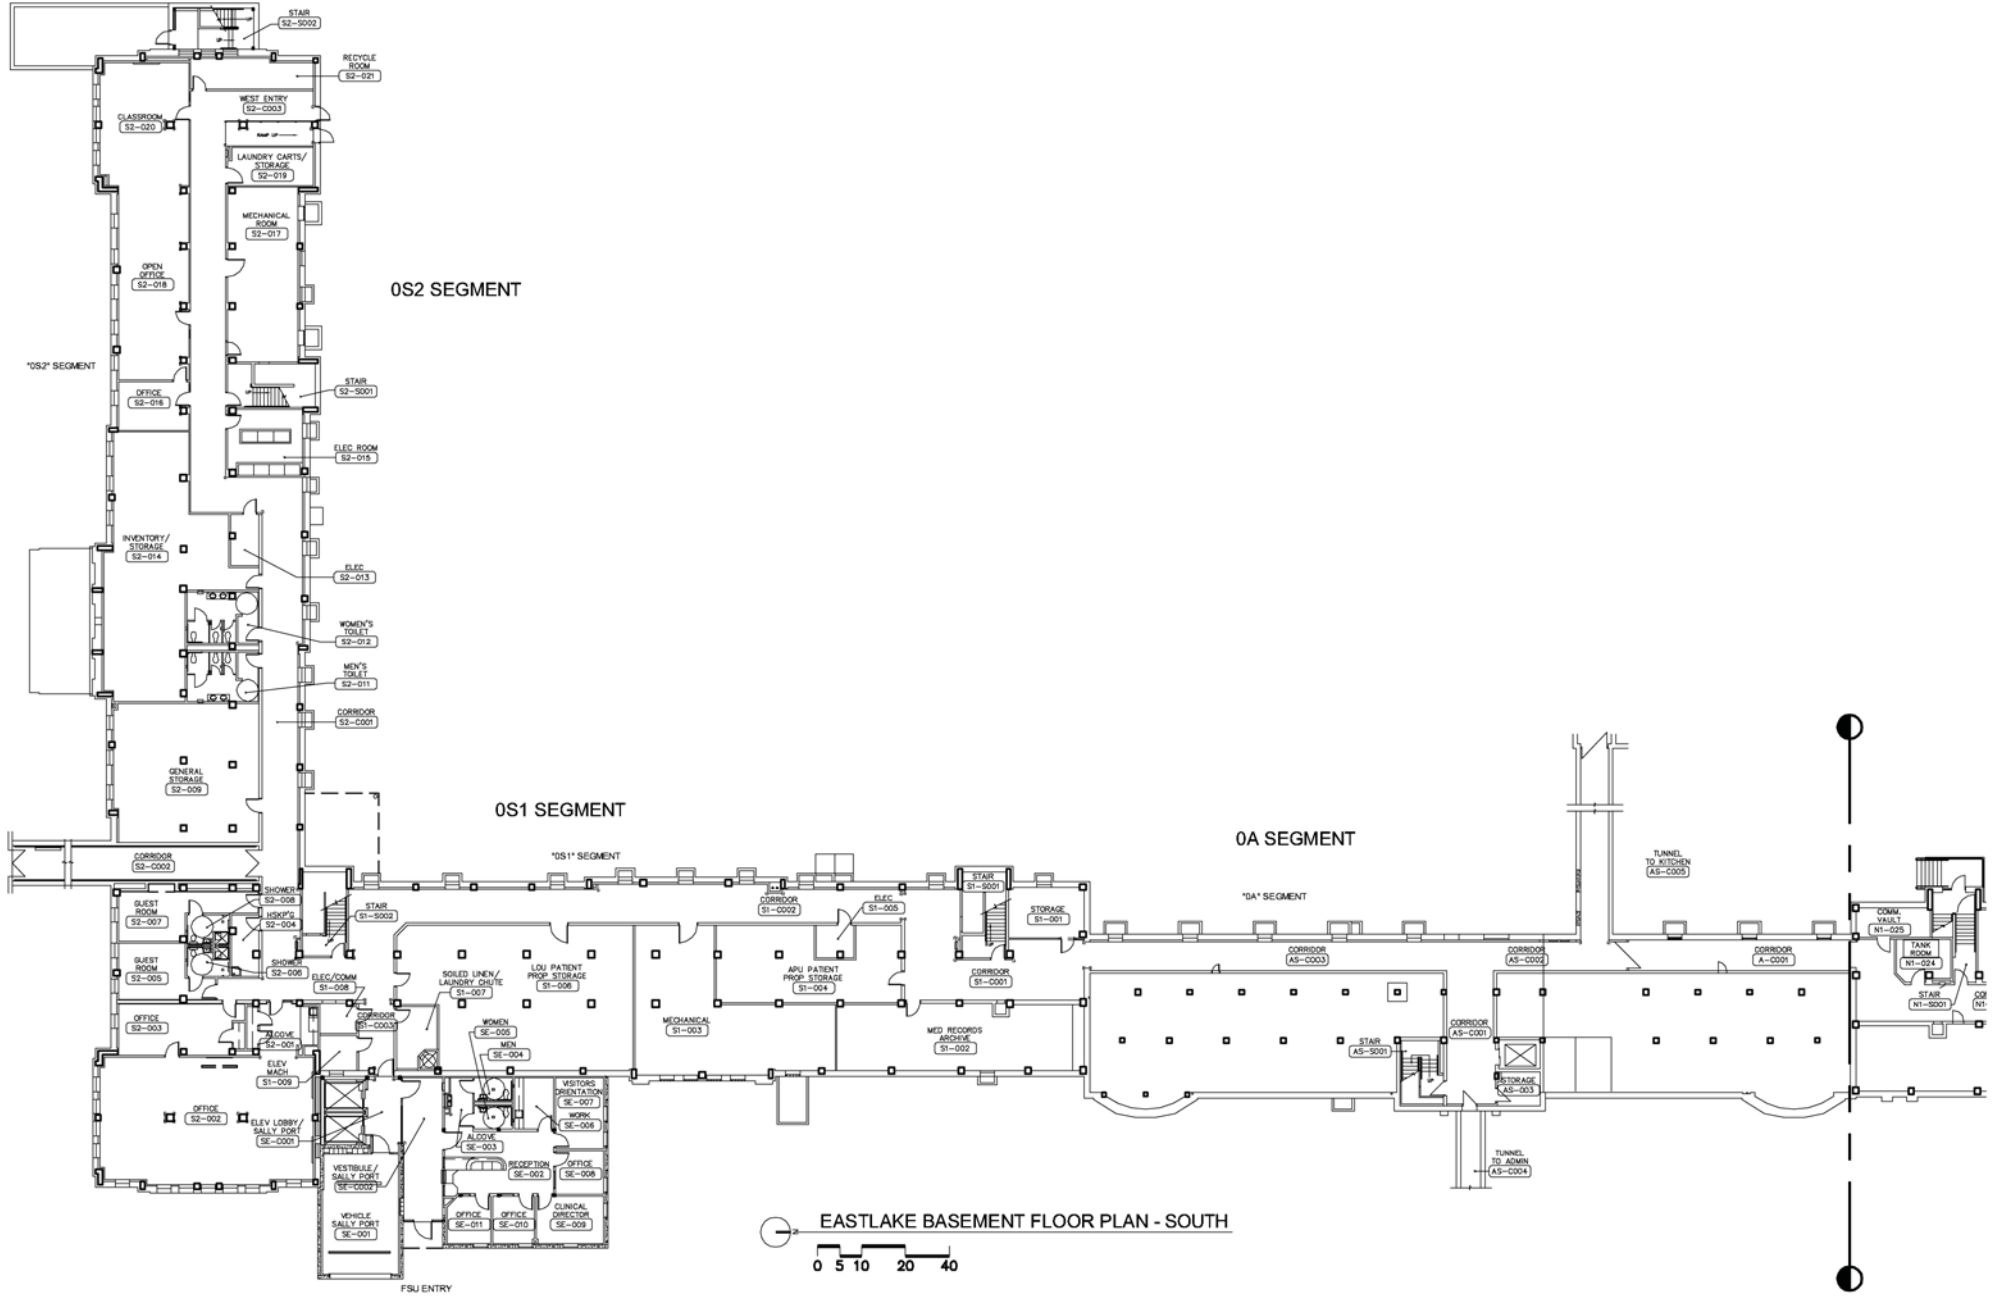 STAIR
S2-S002
UP
UP
RECYCLE
ROOM
S2-021
WEST ENTRY
S2-C003
CLASSROOM
S2-020
RAMP UP
LAUNDRY CARTS/
STORAGE
S2-019
MECHANICAL
ROOM
S2-017
OPEN
OFFICE
S2-018
0S2 SEGMENT
"0S2" SEGMENT
STAIR
S2-S001
UP
OFFICE
S2-016
ELEC ROOM
S2-015
INVENTORY/
STORAGE
S2-014
ELEC
S2-013
WOMEN'S
TOILET
S2-012
MEN'S
TOILET
S2-011
CORRIDOR
S2-C001
GENERAL
STORAGE
S2-009
0S1 SEGMENT
0A SEGMENT
CORRIDOR
S2-C002
"0S1" SEGMENT
"0A" SEGMENT
TUNNEL
TO KITCHEN
AS-C005
SHOWER
S2-008
GUEST
ROOM
S2-007
HSKP'G
S2-004
STAIR
S1-S002
UP
CORRIDOR
S1-C002
ELEC
S1-005
STAIR
S1-S001
STORAGE
S1-001
COMM.
VAULT
N1-025
GUEST
ROOM
S2-005
SHOWER
S2-006
ELEC/COMM
S1-008
SOILED LINEN/
LAUNDRY CHUTE
S1-007
LOU PATIENT
PROP STORAGE
S1-006
APU PATIENT
PROP STORAGE
S1-004
CORRIDOR
S1-C001
CORRIDOR
AS-C003
CORRIDOR
AS-C002
CORRIDOR
A-C001
TANK
ROOM
N1-024
STAIR
N1-S001
CO
N1-
OFFICE
S2-003
ALCOVE
S2-001
CORRIDOR
S1-C003
WOMEN
SE-005
MEN
SE-004
MECHANICAL
S1-003
MED RECORDS
ARCHIVE
S1-002
CORRIDOR
AS-C001
STAIR
AS-S001
UP
STORAGE
AS-003
ELEV
MACH
S1-009
OFFICE
S2-002
ELEV LOBBY/
SALLY PORT
SE-C001
VISITORS
ORIENTATION
SE-007
WORK
SE-006
ALCOVE
SE-003
RECEPTION
SE-002
OFFICE
SE-008
VESTIBULE/
SALLY PORT
SE-C002
TUNNEL
TO ADMIN
AS-C004
VEHICLE
SALLY PORT
SE-001
OFFICE
SE-011
OFFICE
SE-010
CLINICAL
DIRECTOR
SE-009
FSU ENTRY
EASTLAKE BASEMENT FLOOR PLAN - SOUTH
0 5 10 20 40